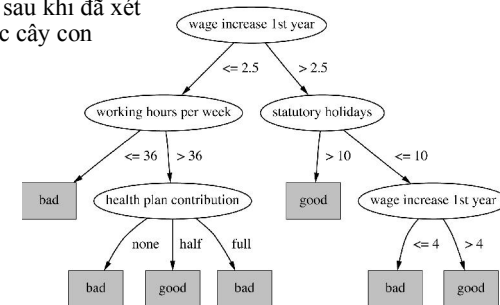 sau khi đã xét
c cây con
wage increase 1st year
<= 2.5 > 2.5
working hours per week statutory holidays
<= 36 > 36 > 10 <= 10
bad health plan contribution good wage increase 1st year
none half full <= 4 > 4
bad good bad bad good